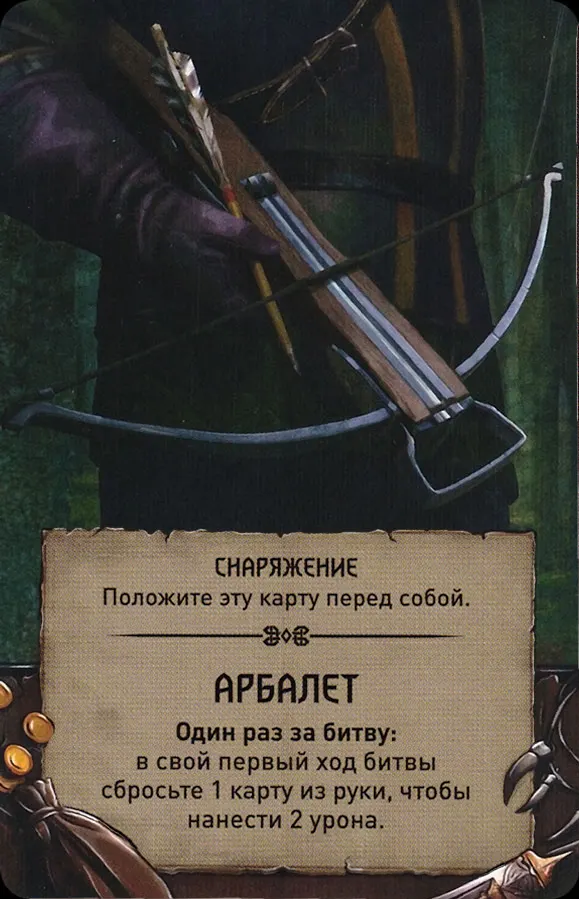 СНАРЯЖЕНИЕ
Положите эту карту перед собой.
АРБАЛЕТ
Один раз за битву:
в свой первый ход битвы
сбросьте 1 карту из руки, чтобы
нанести 2 урона.